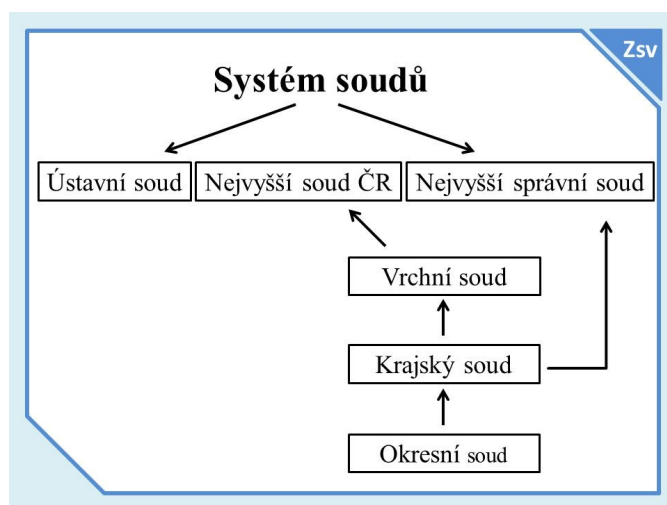 Zsv
Systém soudů
Ústavní soud
Nejvyšší soud ČR
Nejvyšší správní soud
Vrchní soud
Krajský soud
Okresní soud